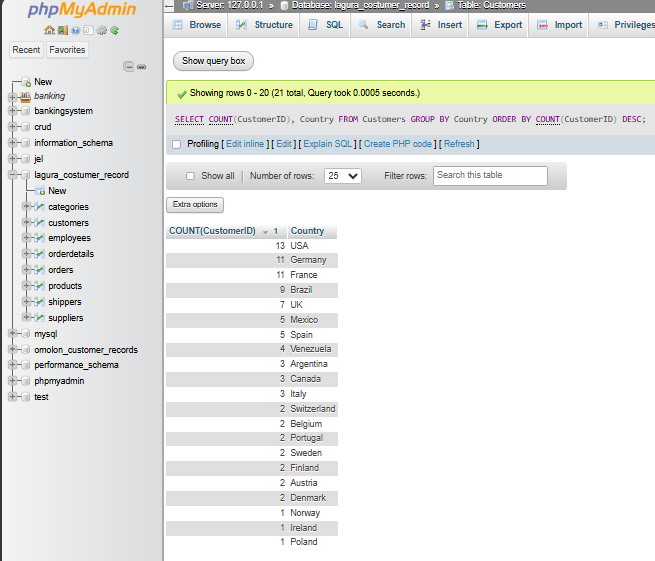 phpMyAdmin
Recent Favorites
New
banking
bankingsystem
crud
information_schema
jel
lagura_costumer_record
New
categories
customers
employees
orderdetails
orders
products
shippers
suppliers
mysql
omolon_customer_records
performance_schema
phpmyadmin
test
Server: 127.0.0.1 » Database: lagura_costumer_record » Table: Customers
Browse Structure SQL Search Insert Export Import Privileges
Show query box
Showing rows 0 - 20 (21 total, Query took 0.0005 seconds.)
SELECT COUNT(CustomerID), Country FROM Customers GROUP BY Country ORDER BY COUNT(CustomerID) DESC;
Profiling [ Edit inline ] [ Edit ] [ Explain SQL ] [ Create PHP code ] [ Refresh ]
Show all | Number of rows: 25 Filter rows: Search this table
Extra options
COUNT(CustomerID) 1 Country
13 USA
11 Germany
11 France
9 Brazil
7 UK
5 Mexico
5 Spain
4 Venezuela
3 Argentina
3 Canada
3 Italy
2 Switzerland
2 Belgium
2 Portugal
2 Sweden
2 Finland
2 Austria
2 Denmark
1 Norway
1 Ireland
1 Poland